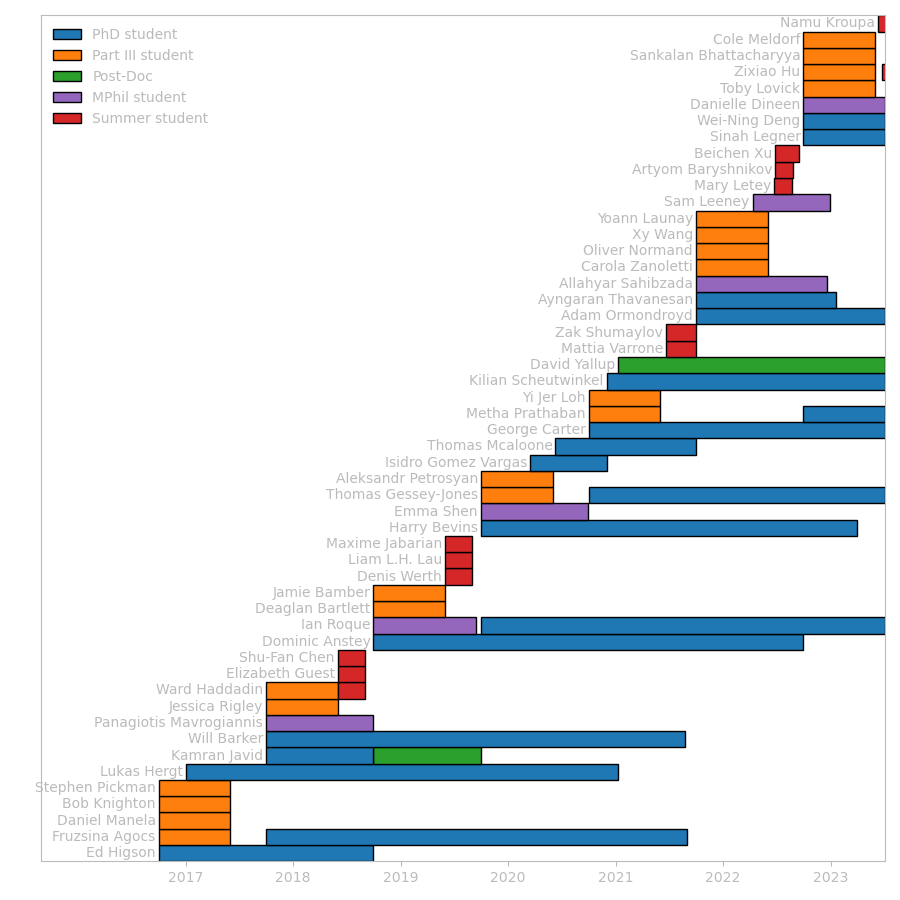 PhD student
Part III student
Post-Doc
MPhil student
Summer student
Namu Kroupa
Cole Meldorf
Sankalan Bhattacharyya
Zixiao Hu
Toby Lovick
Danielle Dineen
Wei-Ning Deng
Sinah Legner
Beichen Xu
Artyom Baryshnikov
Mary Letey
Sam Leeney
Yoann Launay
Xy Wang
Oliver Normand
Carola Zanoletti
Allahyar Sahibzada
Ayngaran Thavanesan
Adam Ormondroyd
Zak Shumaylov
Mattia Varrone
David Yallup
Kilian Scheutwinkel
Yi Jer Loh
Metha Prathaban
George Carter
Thomas Mcaloone
Isidro Gomez Vargas
Aleksandr Petrosyan
Thomas Gessey-Jones
Emma Shen
Harry Bevins
Maxime Jabarian
Liam L.H. Lau
Denis Werth
Jamie Bamber
Deaglan Bartlett
Ian Roque
Dominic Anstey
Shu-Fan Chen
Elizabeth Guest
Ward Haddadin
Jessica Rigley
Panagiotis Mavrogiannis
Will Barker
Kamran Javid
Lukas Hergt
Stephen Pickman
Bob Knighton
Daniel Manela
Fruzsina Agocs
Ed Higson
2017 2018 2019 2020 2021 2022 2023